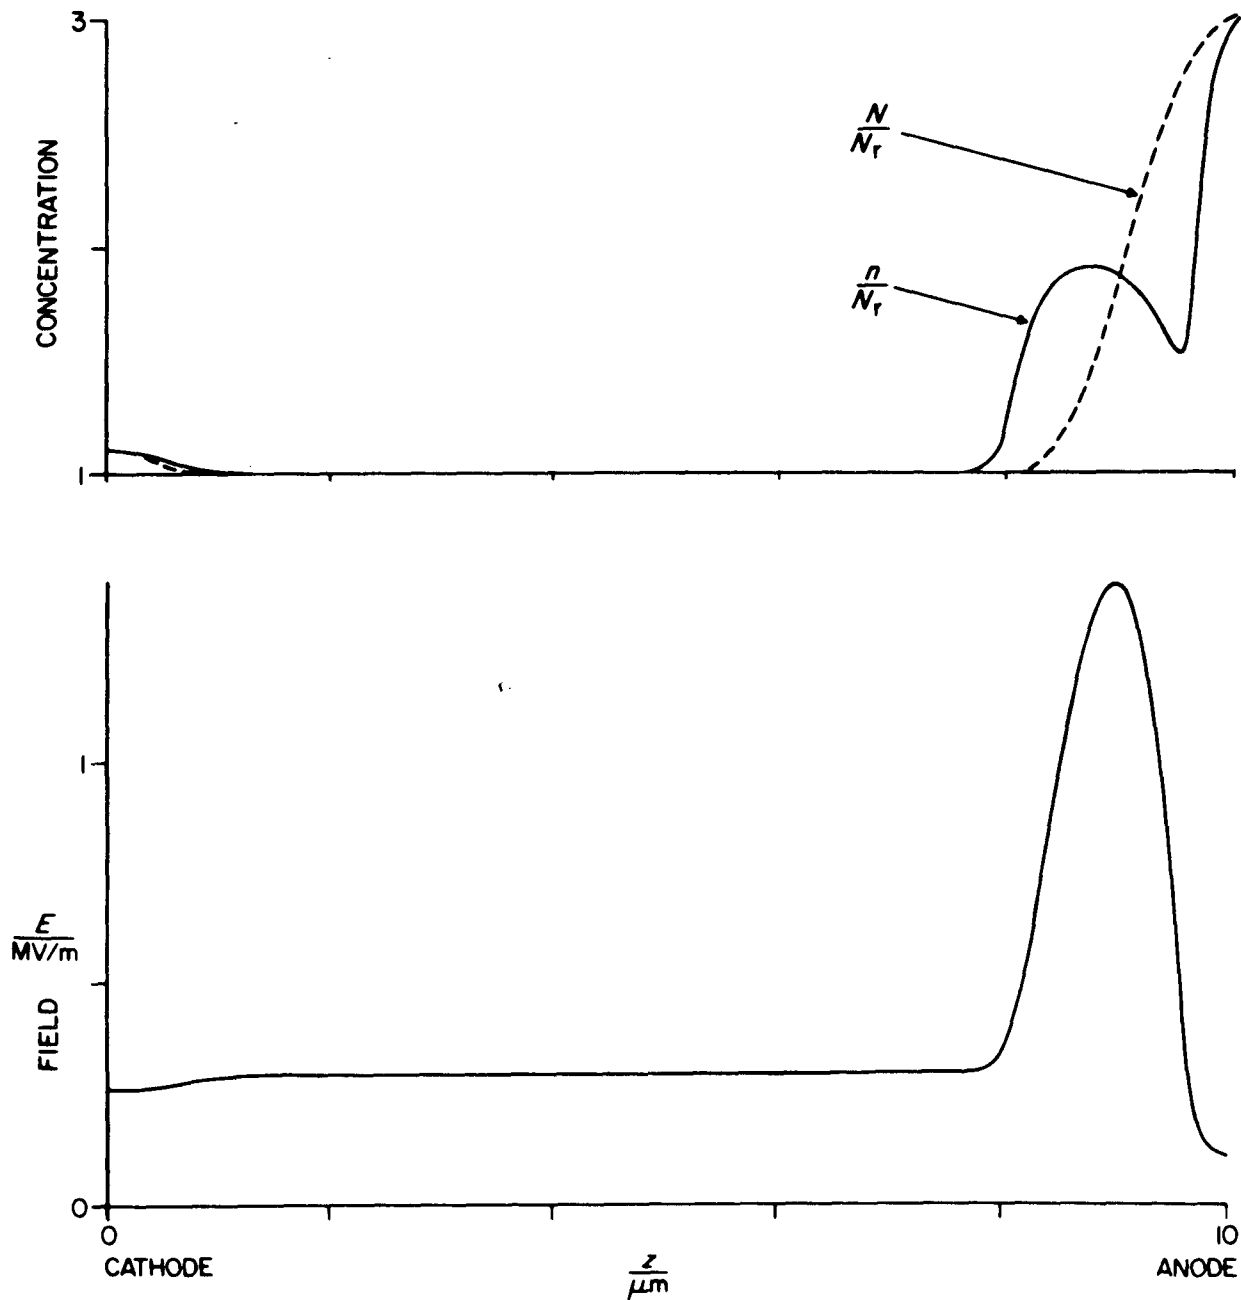 3
CONCENTRATION
N
N_r
n
N_r
1
1
E
MV/m
FIELD
0
0
10
CATHODE
z
μm
ANODE